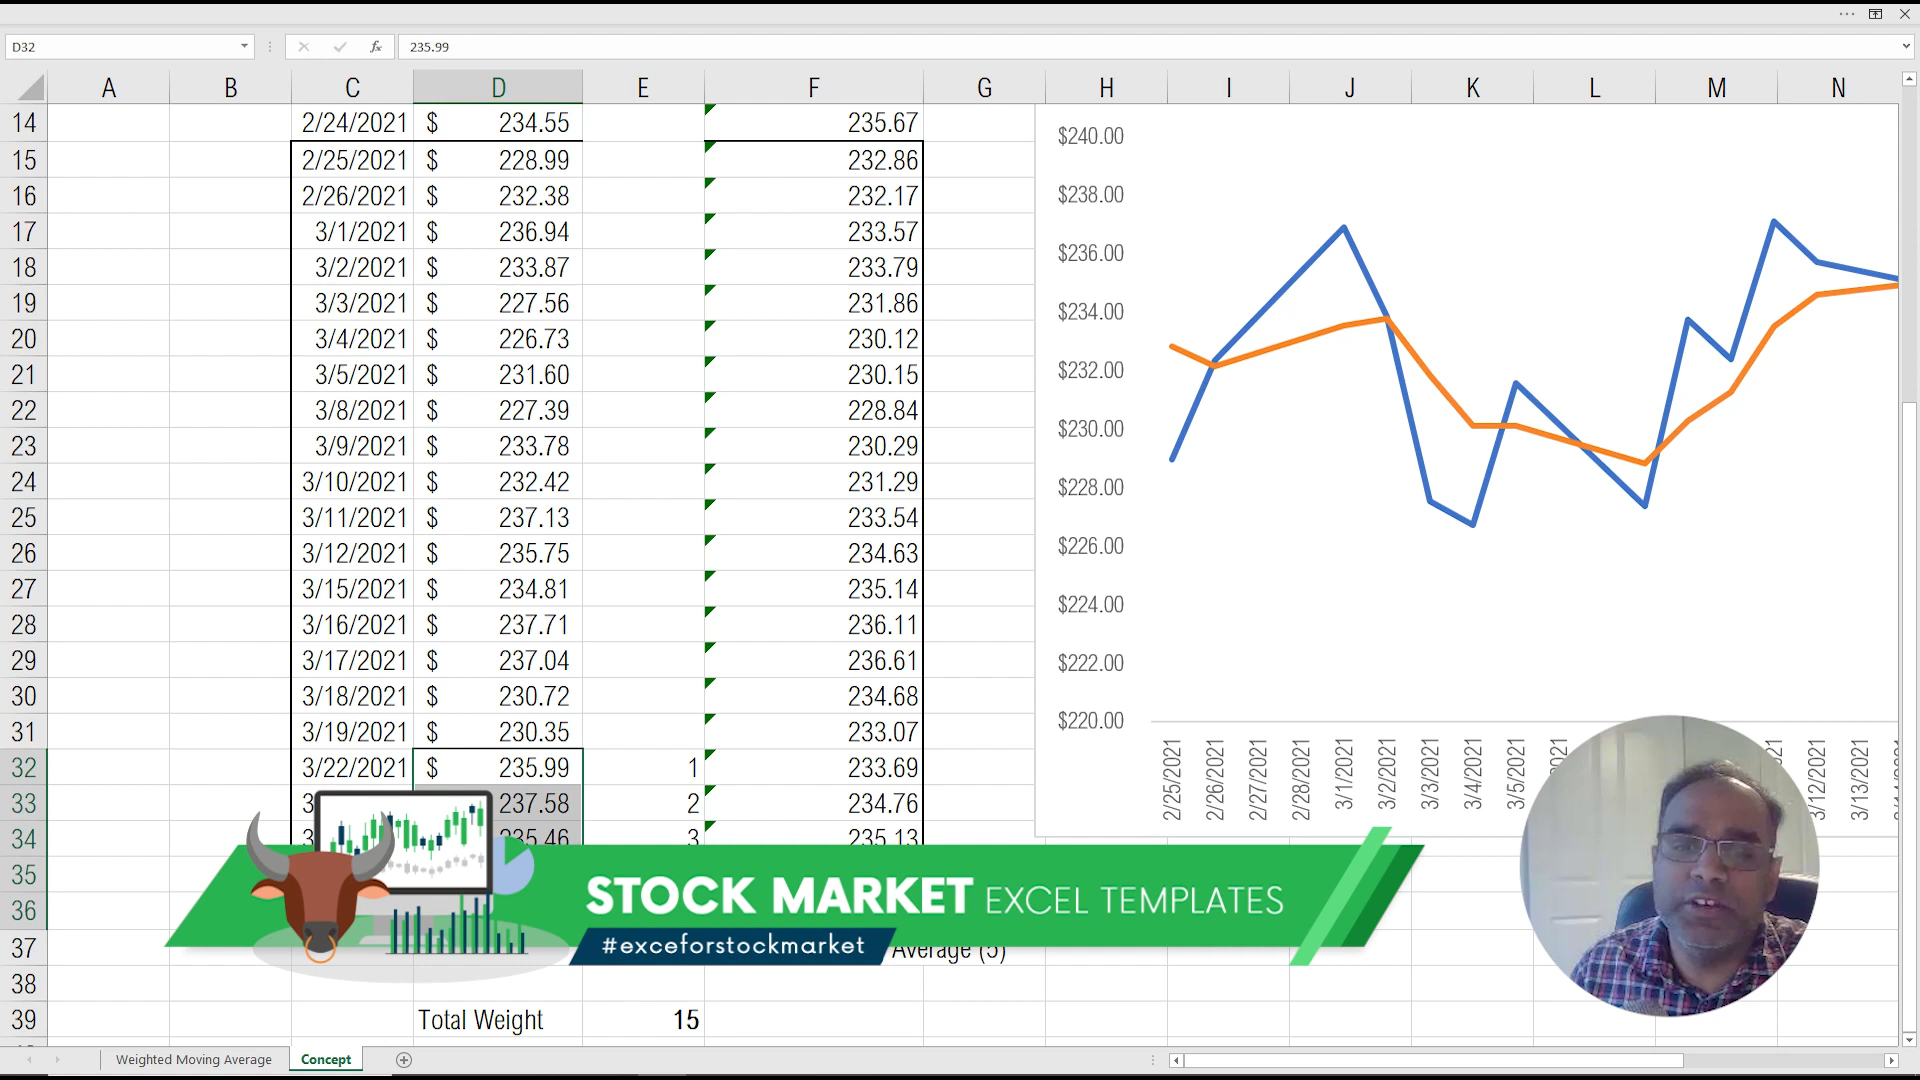 D32 fx 235.99
A B C D E F G H I J K L M N
14 2/24/2021 $ 234.55 235.67
15 2/25/2021 $ 228.99 232.86
16 2/26/2021 $ 232.38 232.17
17 3/1/2021 $ 236.94 233.57
18 3/2/2021 $ 233.87 233.79
19 3/3/2021 $ 227.56 231.86
20 3/4/2021 $ 226.73 230.12
21 3/5/2021 $ 231.60 230.15
22 3/8/2021 $ 227.39 228.84
23 3/9/2021 $ 233.78 230.29
24 3/10/2021 $ 232.42 231.29
25 3/11/2021 $ 237.13 233.54
26 3/12/2021 $ 235.75 234.63
27 3/15/2021 $ 234.81 235.14
28 3/16/2021 $ 237.71 236.11
29 3/17/2021 $ 237.04 236.61
30 3/18/2021 $ 230.72 234.68
31 3/19/2021 $ 230.35 233.07
32 3/22/2021 $ 235.99 1 233.69
33 3 237.58 2 234.76
34 3 235.46 3 235.13
35
36
37 Average (5)
38
39 Total Weight 15
$240.00
$238.00
$236.00
$234.00
$232.00
$230.00
$228.00
$226.00
$224.00
$222.00
$220.00
2/25/2021
2/26/2021
2/27/2021
2/28/2021
3/1/2021
3/2/2021
3/3/2021
3/4/2021
3/5/2021
3/12/2021
3/13/2021
STOCK MARKET EXCEL TEMPLATES
#exceforstockmarket
Weighted Moving Average Concept